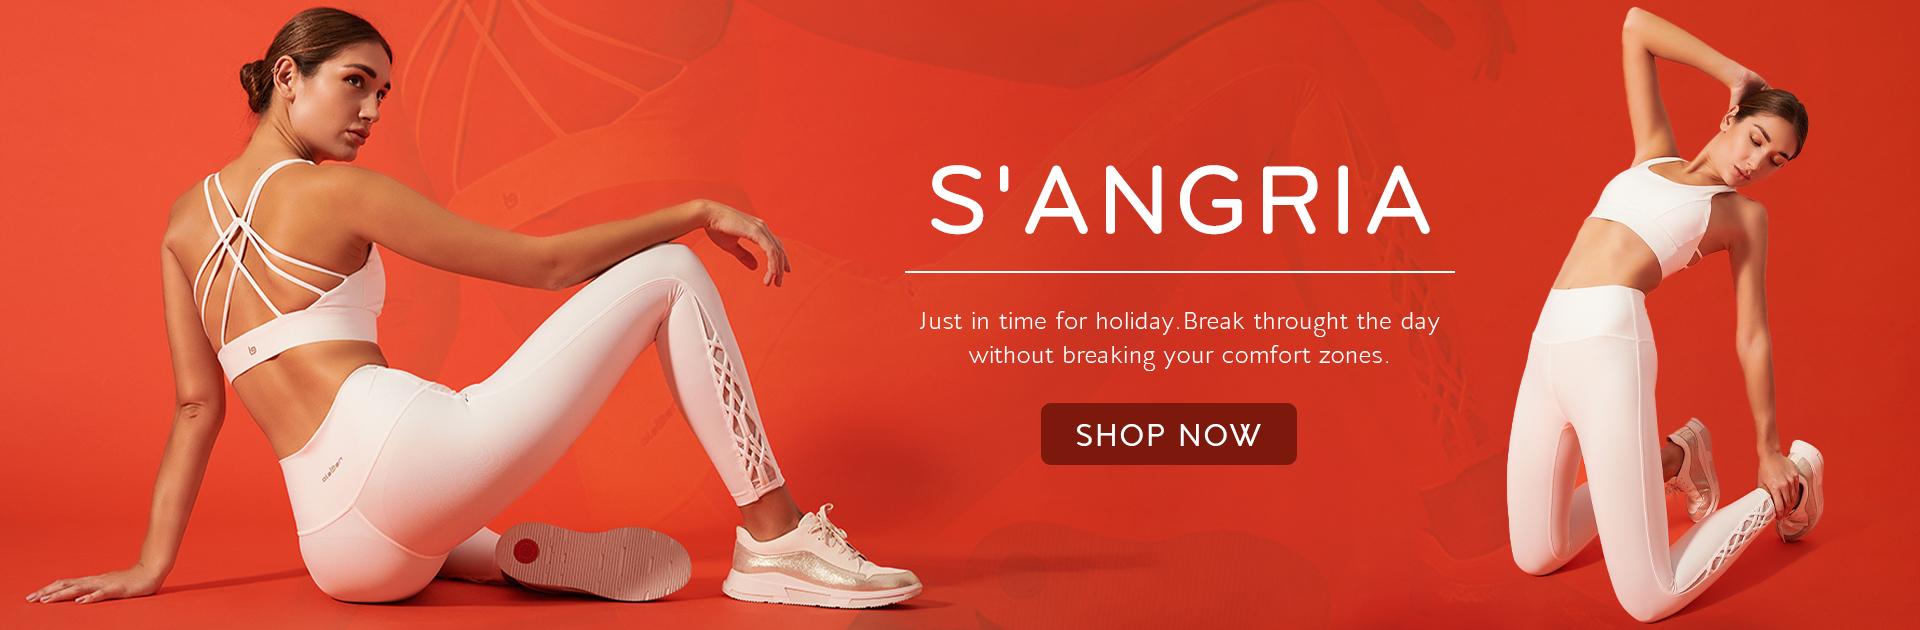 S'ANGRIA
Just in time for holiday.Break throught the day
without breaking your comfort zones.
SHOP NOW